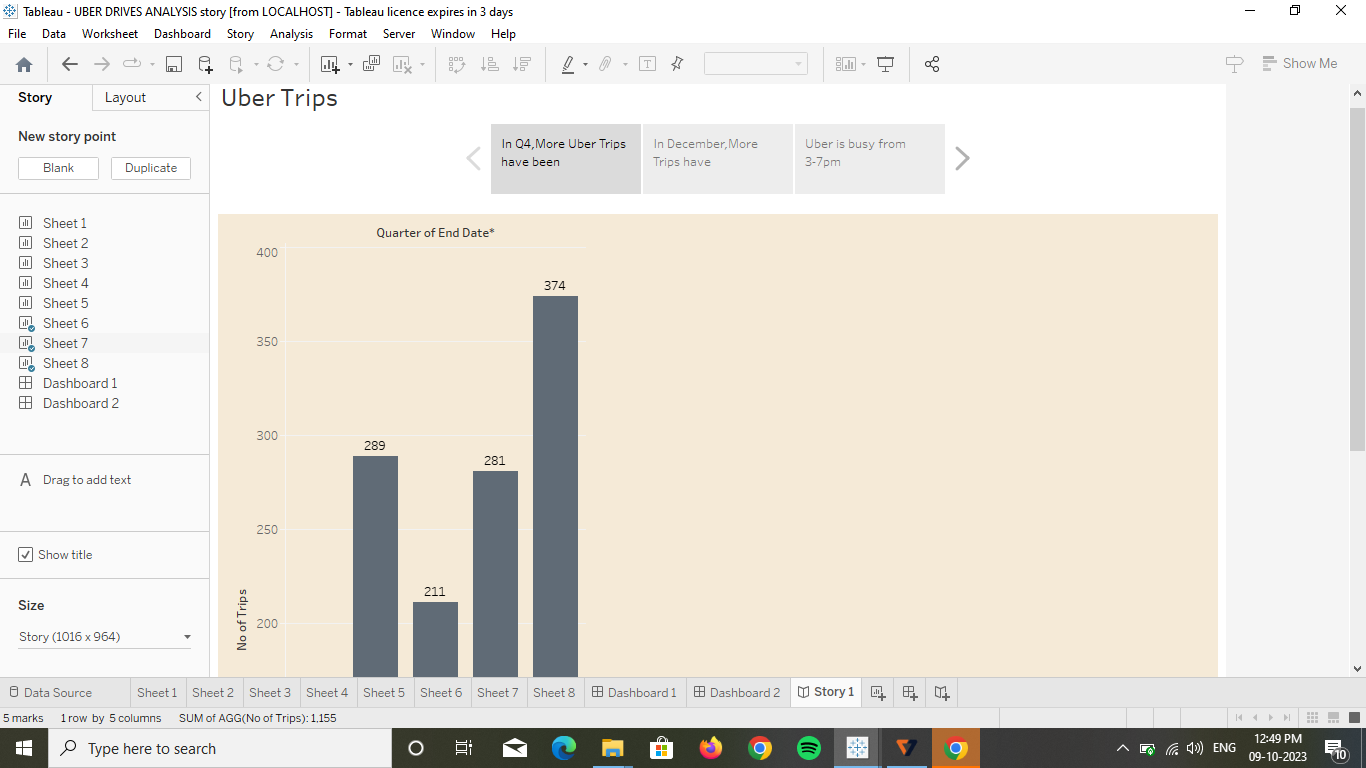 Tableau - UBER DRIVES ANALYSIS story [from LOCALHOST] - Tableau licence expires in 3 days
File Data Worksheet Dashboard Story Analysis Format Server Window Help
Show Me
Story Layout
New story point
Blank Duplicate
Sheet 1
Sheet 2
Sheet 3
Sheet 4
Sheet 5
Sheet 6
Sheet 7
Sheet 8
Dashboard 1
Dashboard 2
A Drag to add text
Show title
Size
Story (1016 x 964)
Uber Trips
In Q4,More Uber Trips
have been
In December,More
Trips have
Uber is busy from
3-7pm
Quarter of End Date*
400
350
300
250
200
No of Trips
289
211
281
374
Data Source Sheet 1 Sheet 2 Sheet 3 Sheet 4 Sheet 5 Sheet 6 Sheet 7 Sheet 8 Dashboard 1 Dashboard 2 Story 1
5 marks 1 row by 5 columns SUM of AGG(No of Trips): 1,155
Type here to search
ENG
12:49 PM
09-10-2023
10